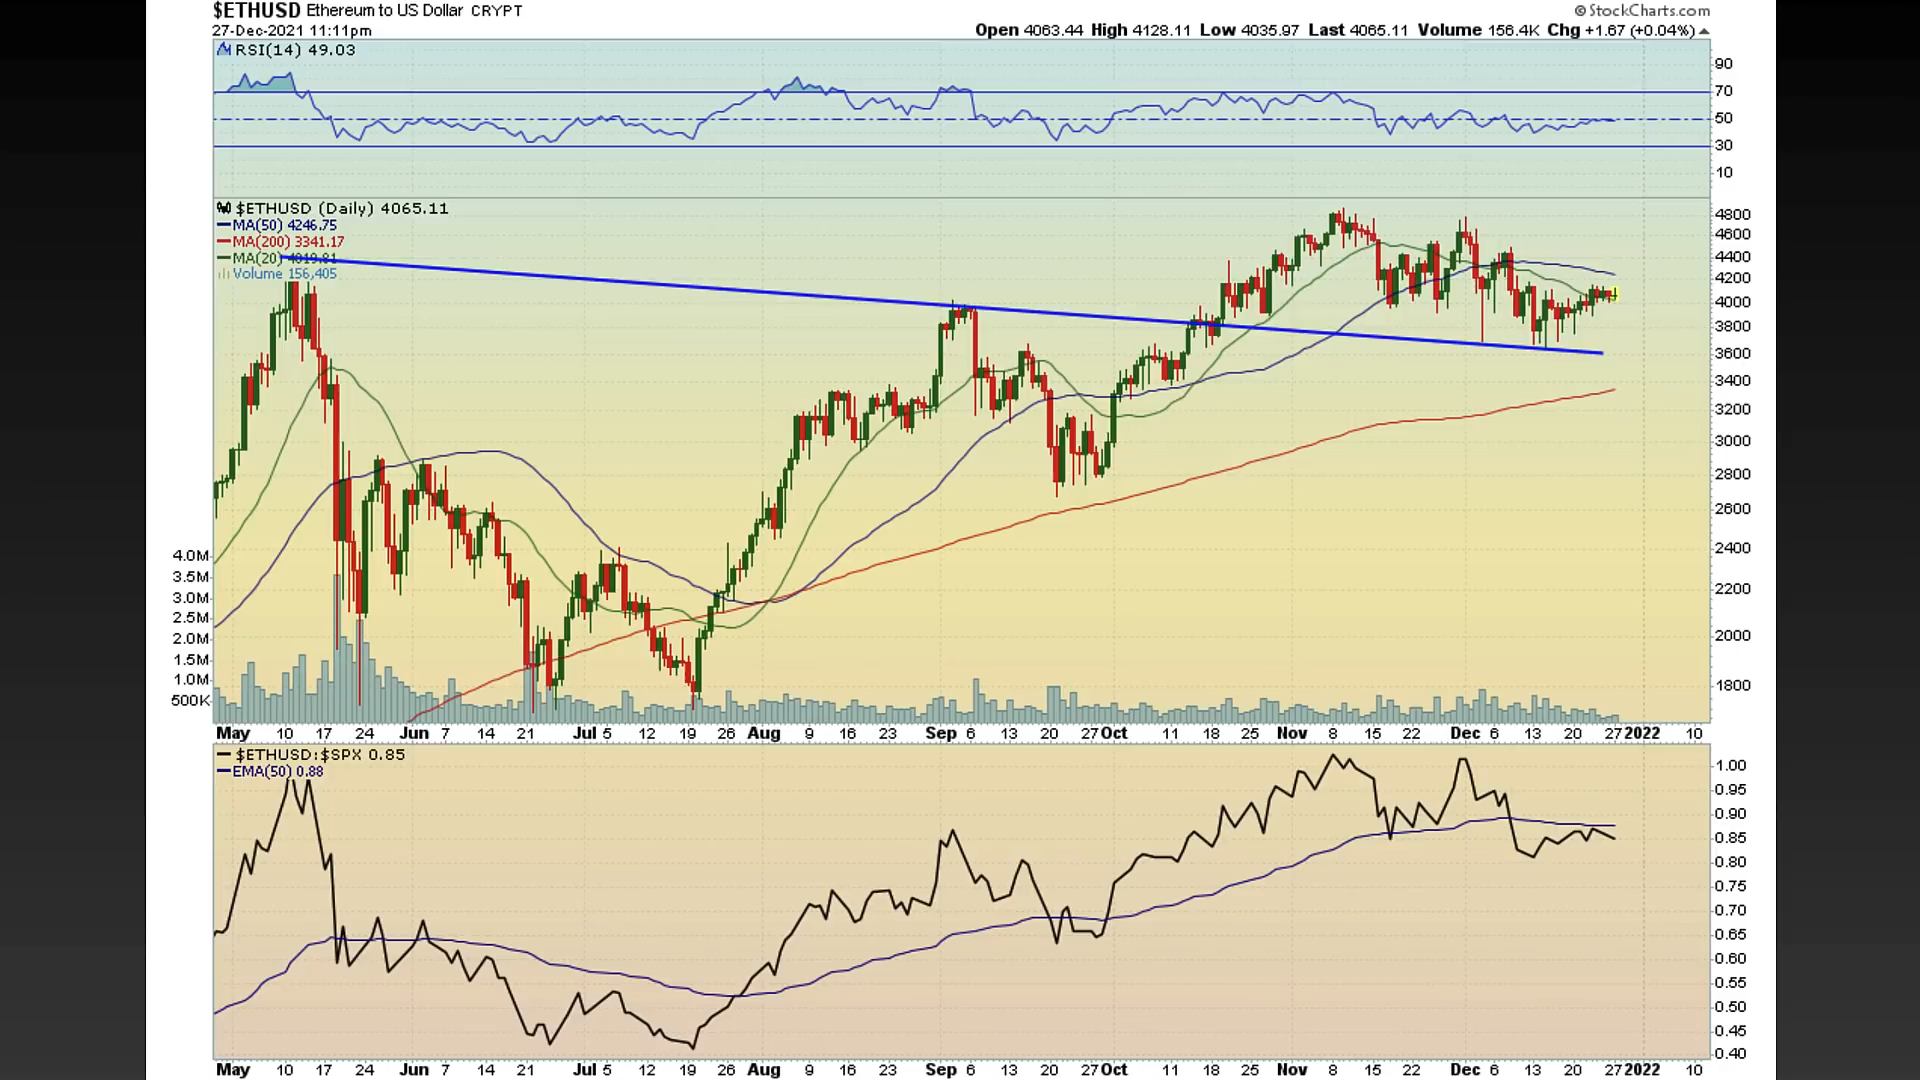 $ETHUSD Ethereum to US Dollar CRYPT
© StockCharts.com
27-Dec-2021 11:11pm
Open 4063.44 High 4128.11 Low 4035.97 Last 4065.11 Volume 156.4K Chg +1.67 (+0.04%)
RSI(14) 49.03
90
70
50
30
10
$ETHUSD (Daily) 4065.11
MA(50) 4246.75
MA(200) 3341.17
MA(20) 4019.81
Volume 156,405
4800
4600
4400
4200
4000
3800
3600
3400
3200
3000
2800
2600
2400
2200
2000
1800
4.0M
3.5M
3.0M
2.5M
2.0M
1.5M
1.0M
500K
May 10 17 24 Jun 7 14 21 Jul 5 12 19 26 Aug 9 16 23 Sep 6 13 20 27 Oct 11 18 25 Nov 8 15 22 Dec 6 13 20 27 2022 10
$ETHUSD:$SPX 0.85
EMA(50) 0.88
1.00
0.95
0.90
0.85
0.80
0.75
0.70
0.65
0.60
0.55
0.50
0.45
0.40
May 10 17 24 Jun 7 14 21 Jul 5 12 19 26 Aug 9 16 23 Sep 6 13 20 27 Oct 11 18 25 Nov 8 15 22 Dec 6 13 20 27 2022 10